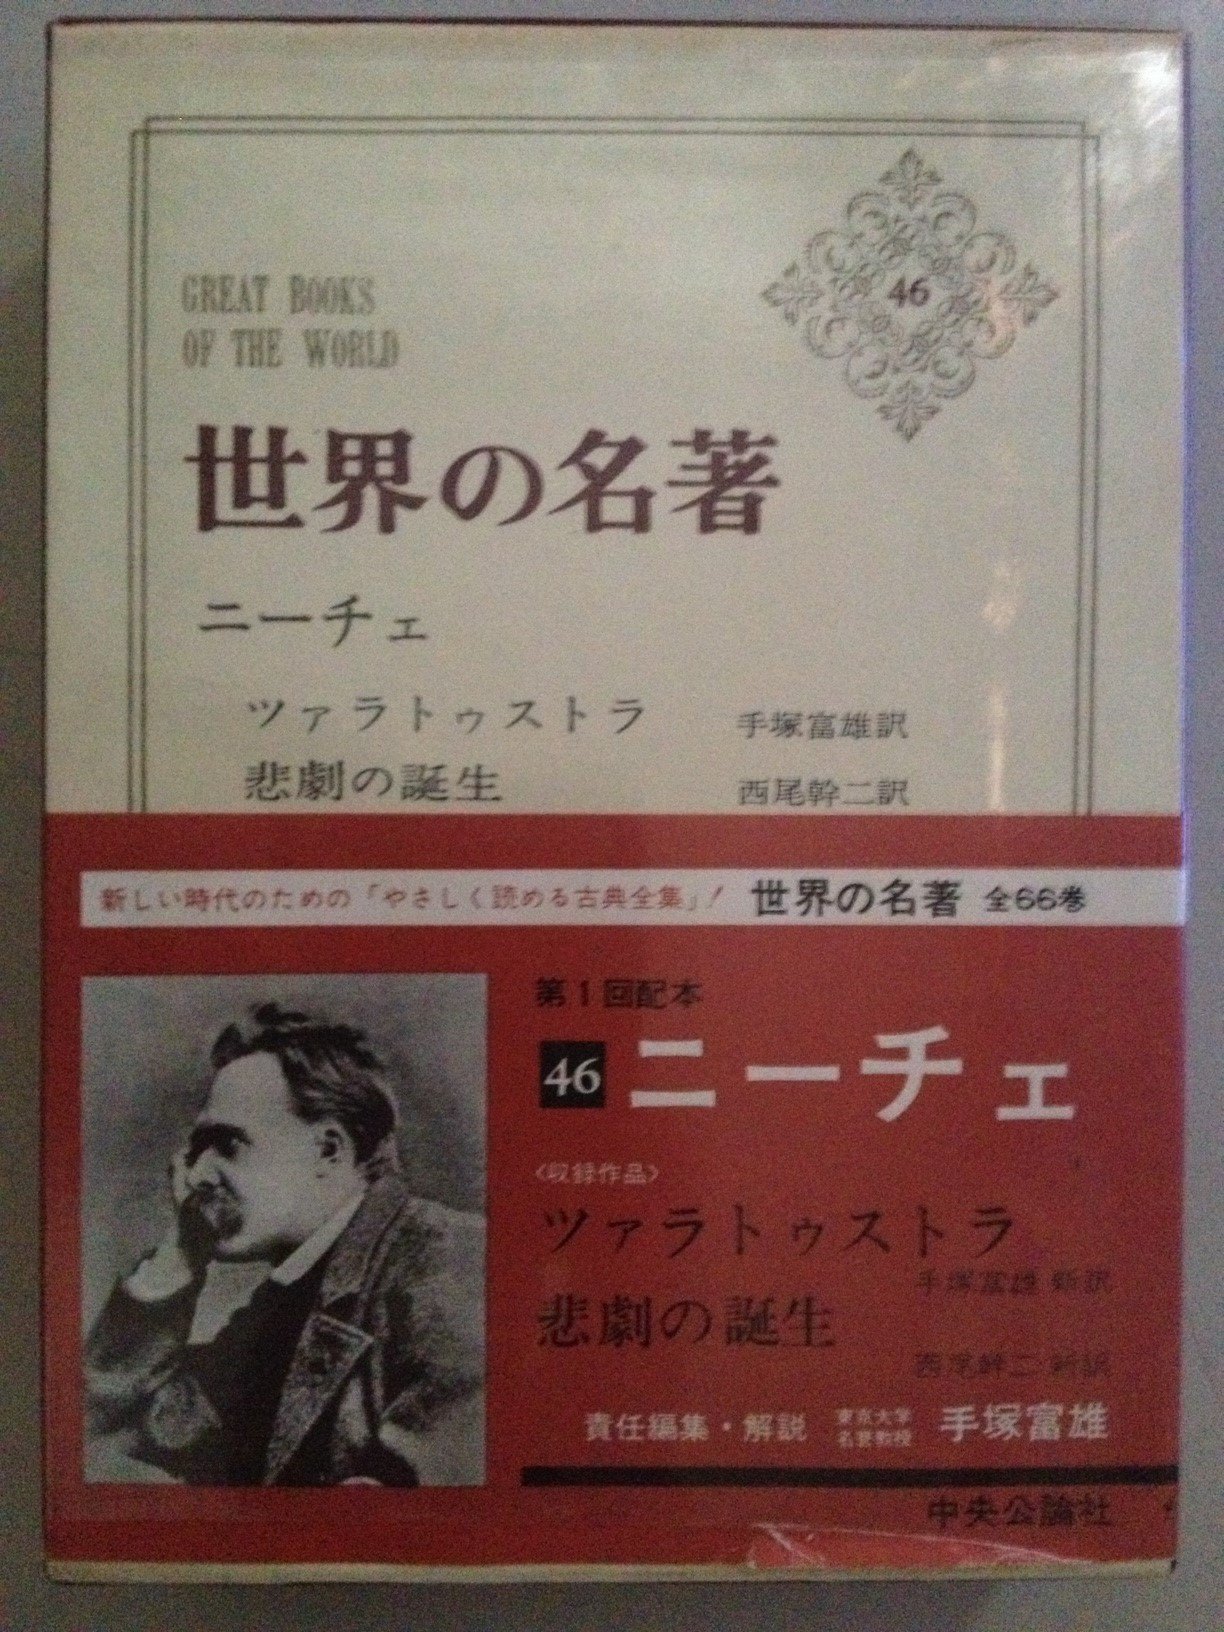 46
GREAT BOOKS
OF THE WORLD
世界の名著
ニーチェ
ツァラトゥストラ 手塚富雄訳
悲劇の誕生 西尾幹二訳
新しい時代のための「やさしく読める古典全集」! 世界の名著 全66巻
第1回配本
46 ニーチェ
〈収録作品〉
ツァラトゥストラ
手塚富雄 新訳
悲劇の誕生
西尾幹二 新訳
責任編集・解説 東京大学 名誉教授 手塚富雄
中央公論社